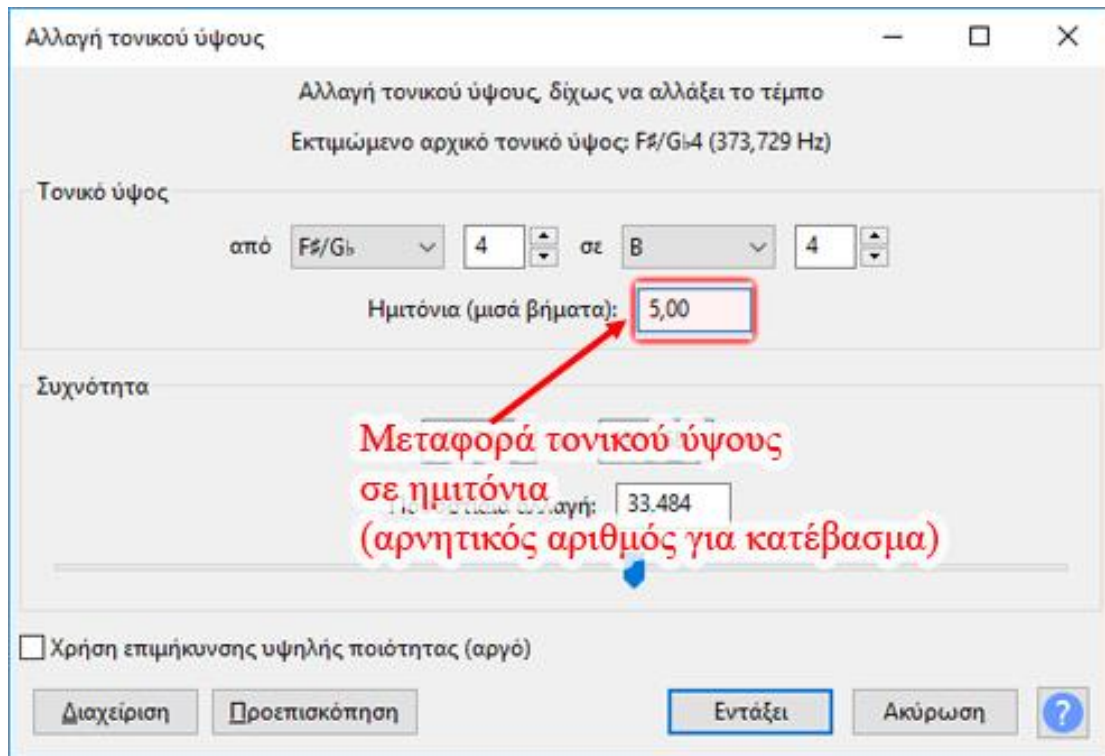 Αλλαγή τονικού ύψους
Αλλαγή τονικού ύψους, δίχως να αλλάξει το τέμπο
Εκτιμώμενο αρχικό τονικό ύψος: F♯/G♭4 (373,729 Hz)
Τονικό ύψος
από F♯/G♭ 4 σε B 4
Ημιτόνια (μισά βήματα): 5,00
Συχνότητα
Μεταφορά τονικού ύψους
σε ημιτόνια
33.484
(αρνητικός αριθμός για κατέβασμα)
Χρήση επιμήκυνσης υψηλής ποιότητας (αργό)
Διαχείριση Προεπισκόπηση Εντάξει Ακύρωση ?